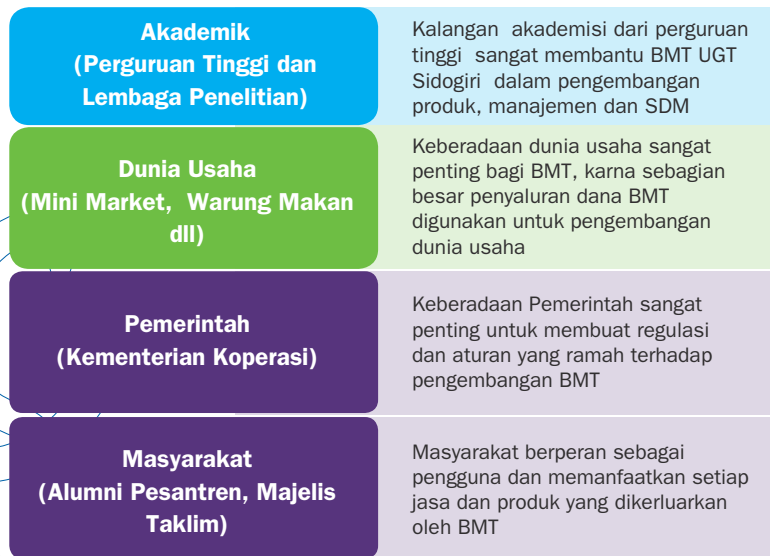 Akademik
(Perguruan Tinggi dan
Lembaga Penelitian)
Kalangan akademisi dari perguruan
tinggi sangat membantu BMT UGT
Sidogiri dalam pengembangan
produk, manajemen dan SDM
Dunia Usaha
(Mini Market, Warung Makan
dll)
Keberadaan dunia usaha sangat
penting bagi BMT, karna sebagian
besar penyaluran dana BMT
digunakan untuk pengembangan
dunia usaha
Pemerintah
(Kementerian Koperasi)
Keberadaan Pemerintah sangat
penting untuk membuat regulasi
dan aturan yang ramah terhadap
pengembangan BMT
Masyarakat
(Alumni Pesantren, Majelis
Taklim)
Masyarakat berperan sebagai
pengguna dan memanfaatkan setiap
jasa dan produk yang dikerluarkan
oleh BMT